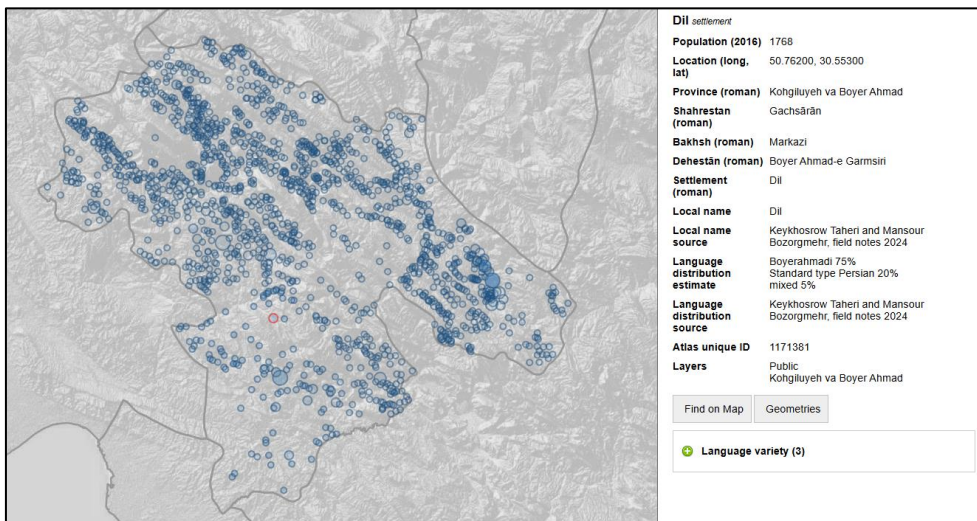 Dil settlement
Population (2016) 1768
Location (long, lat) 50.76200, 30.55300
Province (roman) Kohgiluyeh va Boyer Ahmad
Shahrestan (roman) Gachsārān
Bakhsh (roman) Markazi
Dehestān (roman) Boyer Ahmad-e Garmsiri
Settlement (roman) Dil
Local name Dil
Local name source Keykhosrow Taheri and Mansour
Bozorgmehr, field notes 2024
Language distribution estimate Boyerahmadi 75%
Standard type Persian 20%
mixed 5%
Language distribution source Keykhosrow Taheri and Mansour
Bozorgmehr, field notes 2024
Atlas unique ID 1171381
Layers Public
Kohgiluyeh va Boyer Ahmad
Find on Map Geometries
Language variety (3)